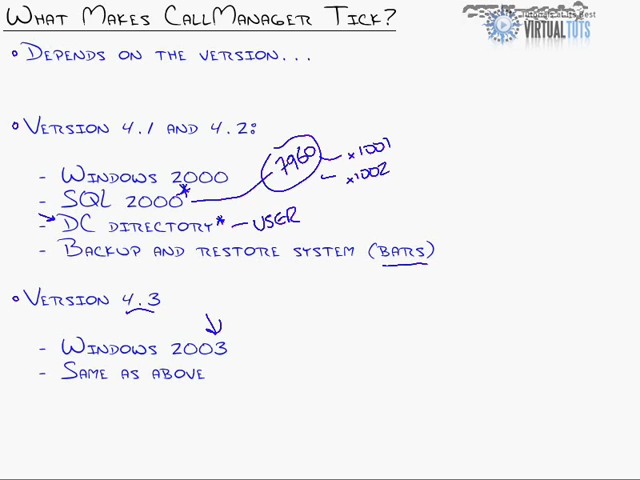 What Makes CallManager Tick?
Depends on the version...
Version 4.1 and 4.2:
- Windows 2000
- SQL 2000*
7960
x1001
x1002
- DC directory* - USER
- Backup and restore system (BARS)
Version 4.3
- Windows 2003
- Same as above
VIRTUALTUTS